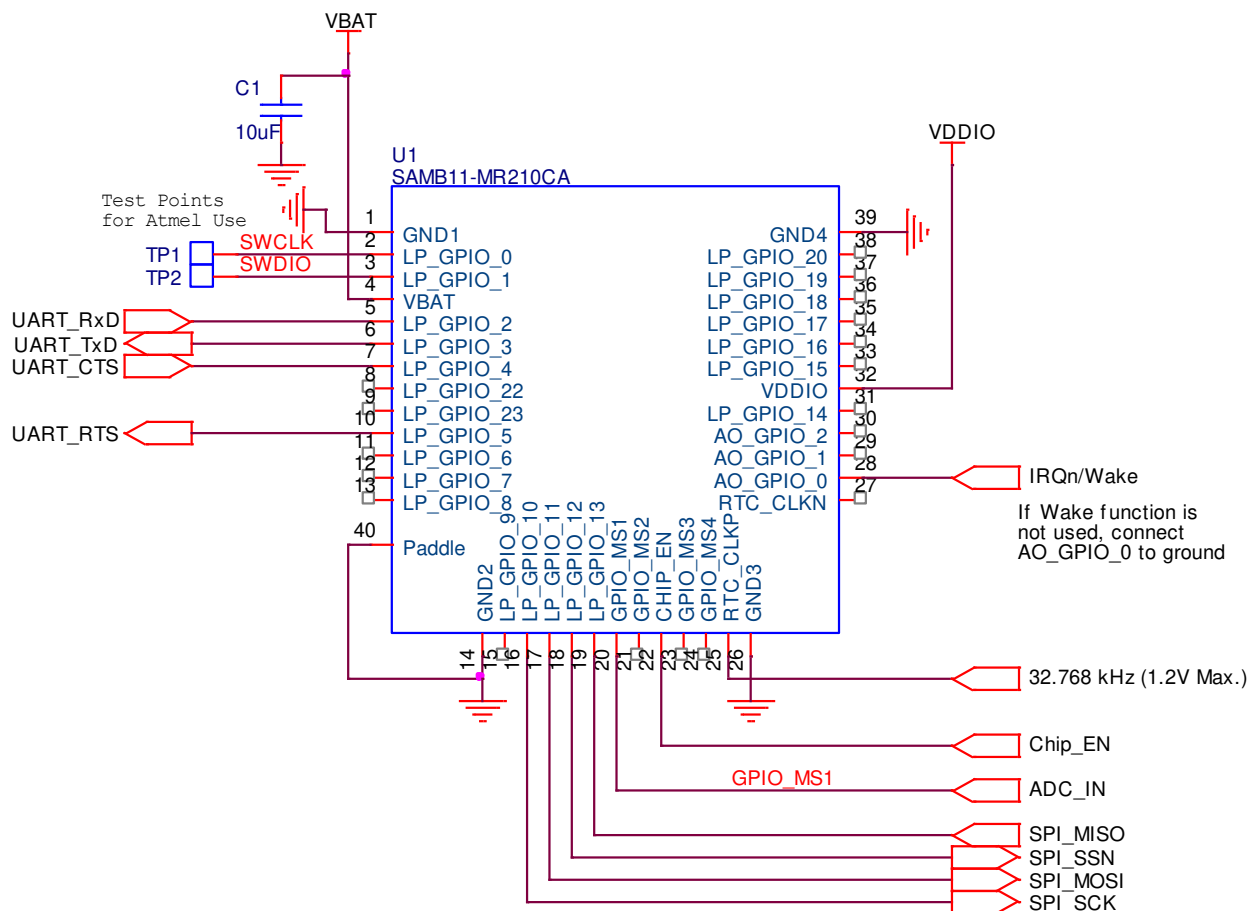 VBAT
C1
10uF
VDDIO
U1
SAMB11-MR210CA
Test Points
for Atmel Use
TP1
SWCLK
TP2
SWDIO
UART_RxD
UART_TxD
UART_CTS
UART_RTS
1
GND1
2
LP_GPIO_0
3
LP_GPIO_1
4
VBAT
5
LP_GPIO_2
6
LP_GPIO_3
7
LP_GPIO_4
8
LP_GPIO_22
9
LP_GPIO_23
10
LP_GPIO_5
11
LP_GPIO_6
12
LP_GPIO_7
13
LP_GPIO_8
40
Paddle
39
GND4
38
LP_GPIO_20
37
LP_GPIO_19
36
LP_GPIO_18
35
LP_GPIO_17
34
LP_GPIO_16
33
LP_GPIO_15
32
VDDIO
31
LP_GPIO_14
30
AO_GPIO_2
29
AO_GPIO_1
28
AO_GPIO_0
27
RTC_CLKN
IRQn/Wake
If Wake function is
not used, connect
AO_GPIO_0 to ground
GND2
LP_GPIO_9
LP_GPIO_10
LP_GPIO_11
LP_GPIO_12
LP_GPIO_13
GPIO_MS1
GPIO_MS2
CHIP_EN
GPIO_MS3
GPIO_MS4
RTC_CLKP
GND3
14
15
16
17
18
19
20
21
22
23
24
25
26
32.768 kHz (1.2V Max.)
Chip_EN
GPIO_MS1
ADC_IN
SPI_MISO
SPI_SSN
SPI_MOSI
SPI_SCK